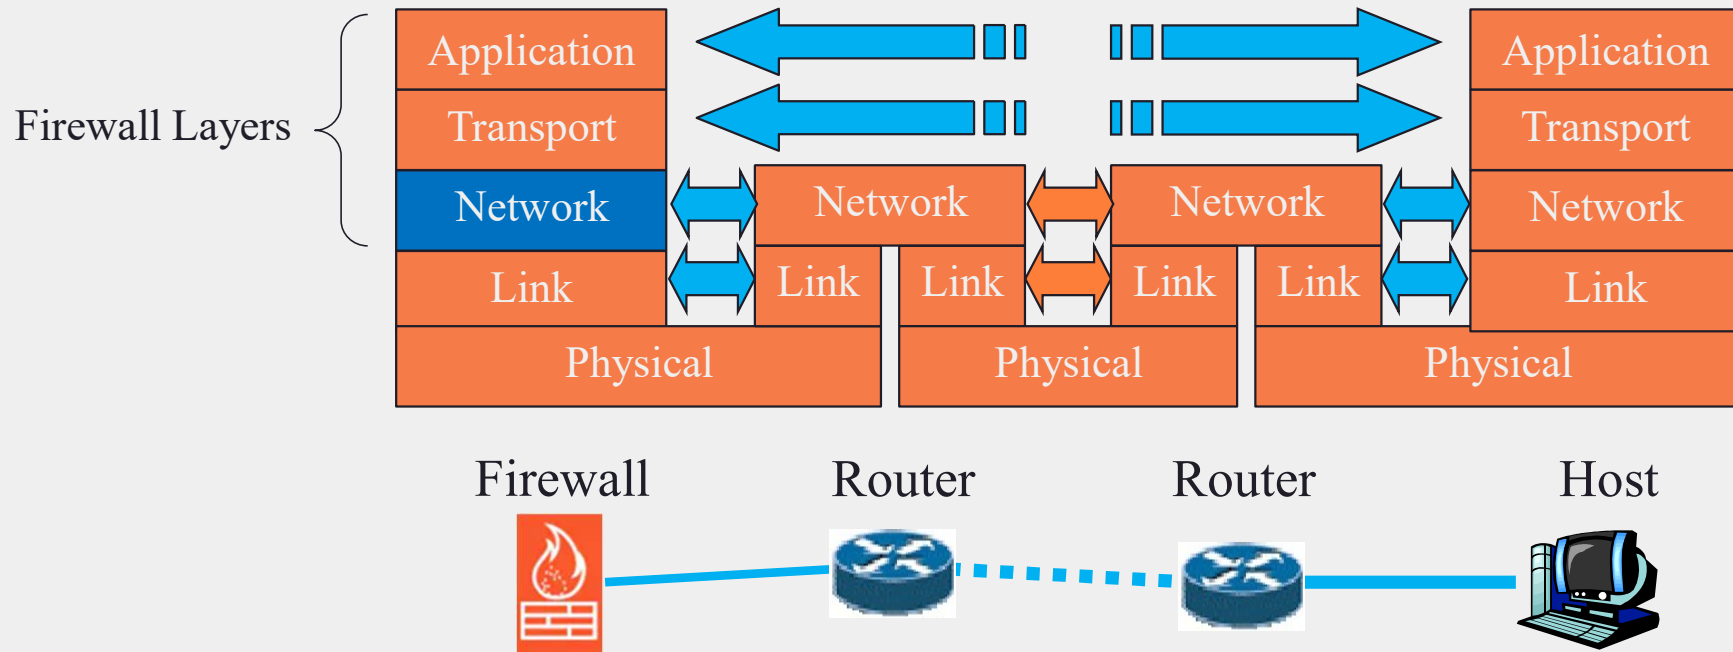 Application
Application
Firewall Layers
Transport
Transport
Network
Network
Network
Network
Link
Link
Link
Link
Link
Link
Physical
Physical
Physical
Firewall
Router
Router
Host